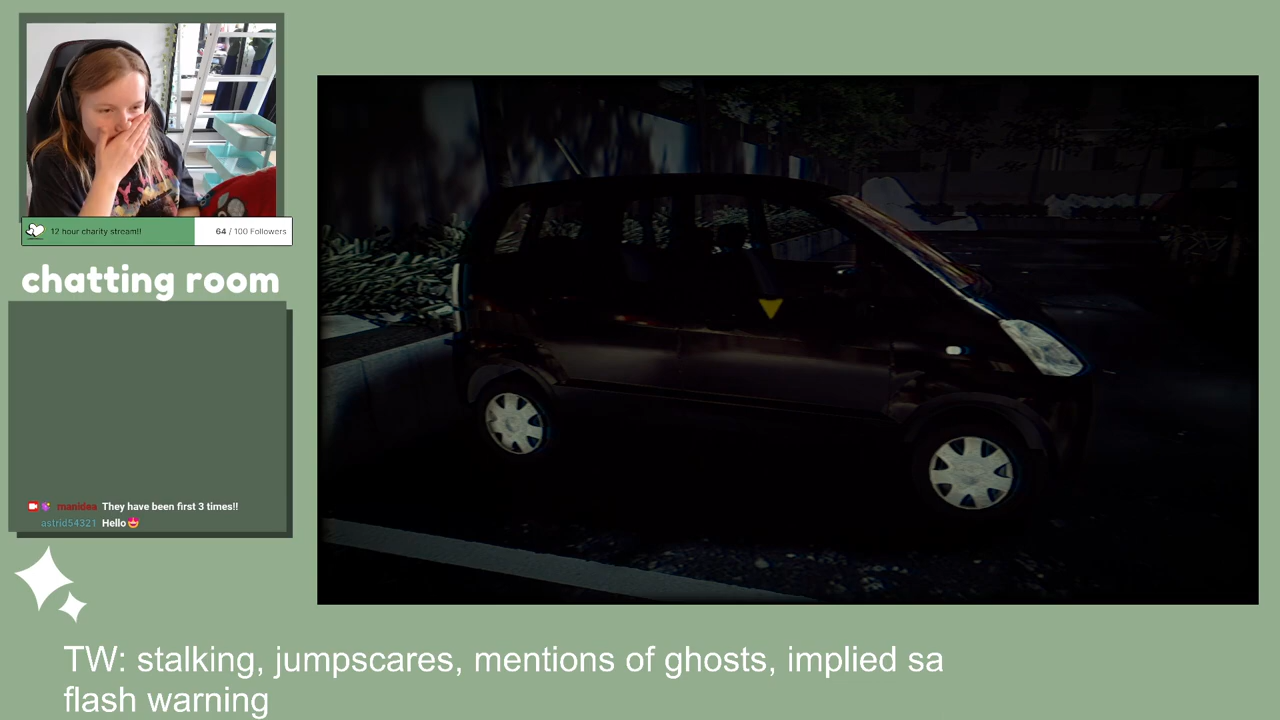 12 hour charity stream!!
64 / 100 Followers
chatting room
manidea They have been first 3 times!!
astrid54321 Hello
TW: stalking, jumpscares, mentions of ghosts, implied sa
flash warning